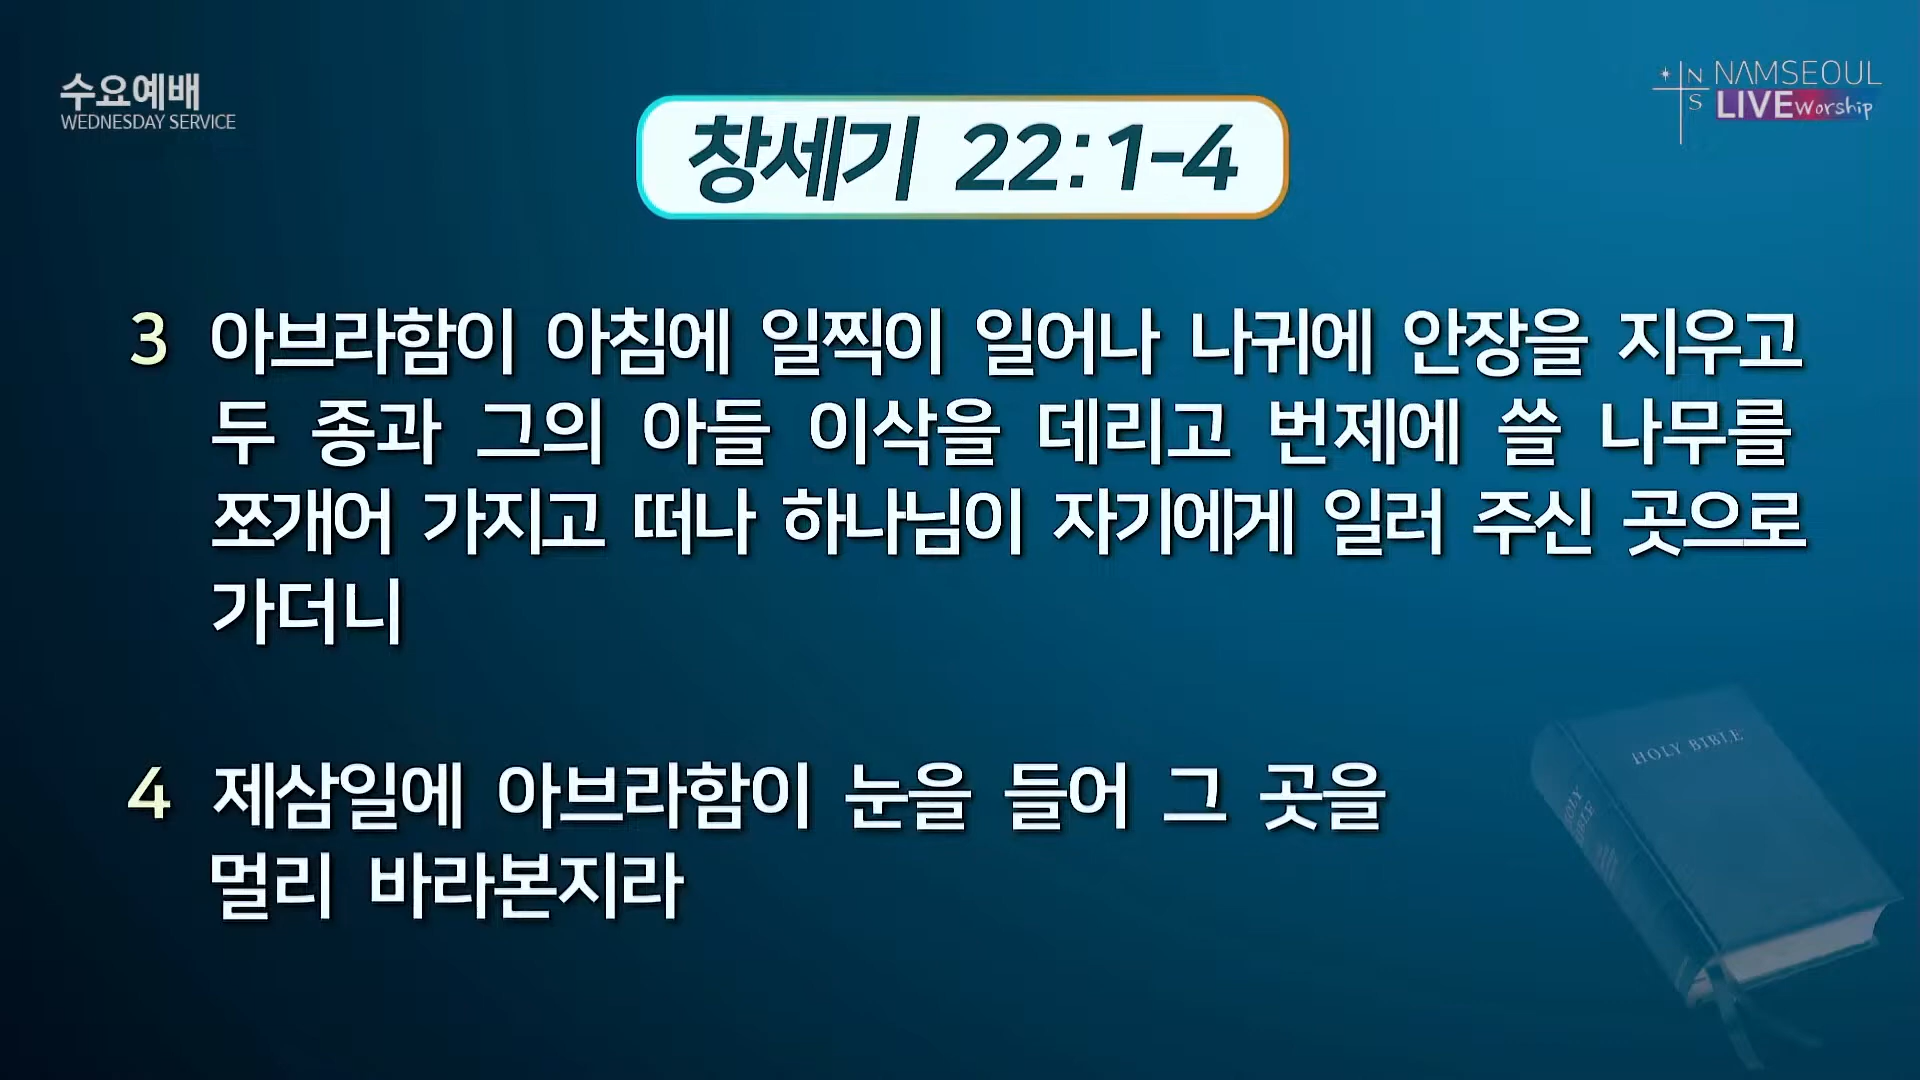 수요예배
WEDNESDAY SERVICE
N
S
NAMSEOUL
LIVE worship
창세기 22:1-4
3 아브라함이 아침에 일찍이 일어나 나귀에 안장을 지우고
두 종과 그의 아들 이삭을 데리고 번제에 쓸 나무를
쪼개어 가지고 떠나 하나님이 자기에게 일러 주신 곳으로
가더니
4 제삼일에 아브라함이 눈을 들어 그 곳을
멀리 바라본지라
HOLY BIBLE
HOLY
BIBLE